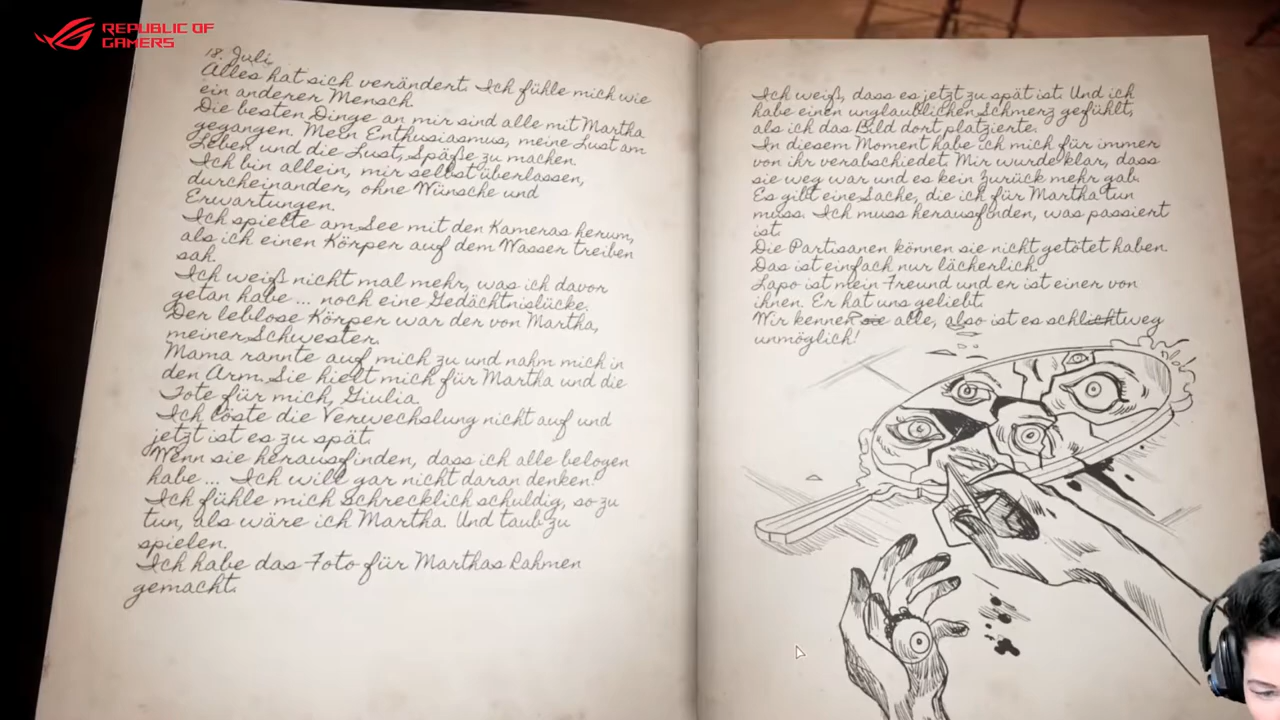 REPUBLIC OF
GAMERS
18. Juli
Alles hat sich verändert. Ich fühle mich wie
ein anderer Mensch.
Die besten Dinge an mir sind alle mit Martha
gegangen. Mein Enthusiasmus, meine Lust am
Leben und die Lust, Späße zu machen.
Ich bin allein, mir selbst überlassen,
durcheinander, ohne Wünsche und
Erwartungen.
Ich spielte am See mit den Kameras herum,
als ich einen Körper auf dem Wasser treiben
sah.
Ich weiß nicht mal mehr, was ich davor
getan habe ... noch eine Gedächtnislücke.
Der leblose Körper war der von Martha,
meiner Schwester.
Mama rannte auf mich zu und nahm mich in
den Arm. Sie hielt mich für Martha und die
Tote für mich, Giulia.
Ich löste die Verwechslung nicht auf und
jetzt ist es zu spät.
Wenn sie herausfinden, dass ich alle belogen
habe ... Ich will gar nicht daran denken!
Ich fühle mich schrecklich schuldig, so zu
tun, als wäre ich Martha. Und taub zu
spielen.
Ich habe das Foto für Marthas Rahmen
gemacht.
Ich weiß, dass es jetzt zu spät ist. Und ich
habe einen unglaublichen Schmerz gefühlt,
als ich das Bild dort platzierte.
In diesem Moment habe ich mich für immer
von ihr verabschiedet. Mir wurde klar, dass
sie weg war und es kein Zurück mehr gab.
Es gibt eine Sache, die ich für Martha tun
muss. Ich muss herausfinden, was passiert
ist.
Die Partisanen können sie nicht getötet haben.
Das ist einfach nur lächerlich.
Lapo ist mein Freund und er ist einer von
ihnen. Er hat uns geliebt.
Wir kennen sie alle, also ist es schlichtweg
unmöglich!